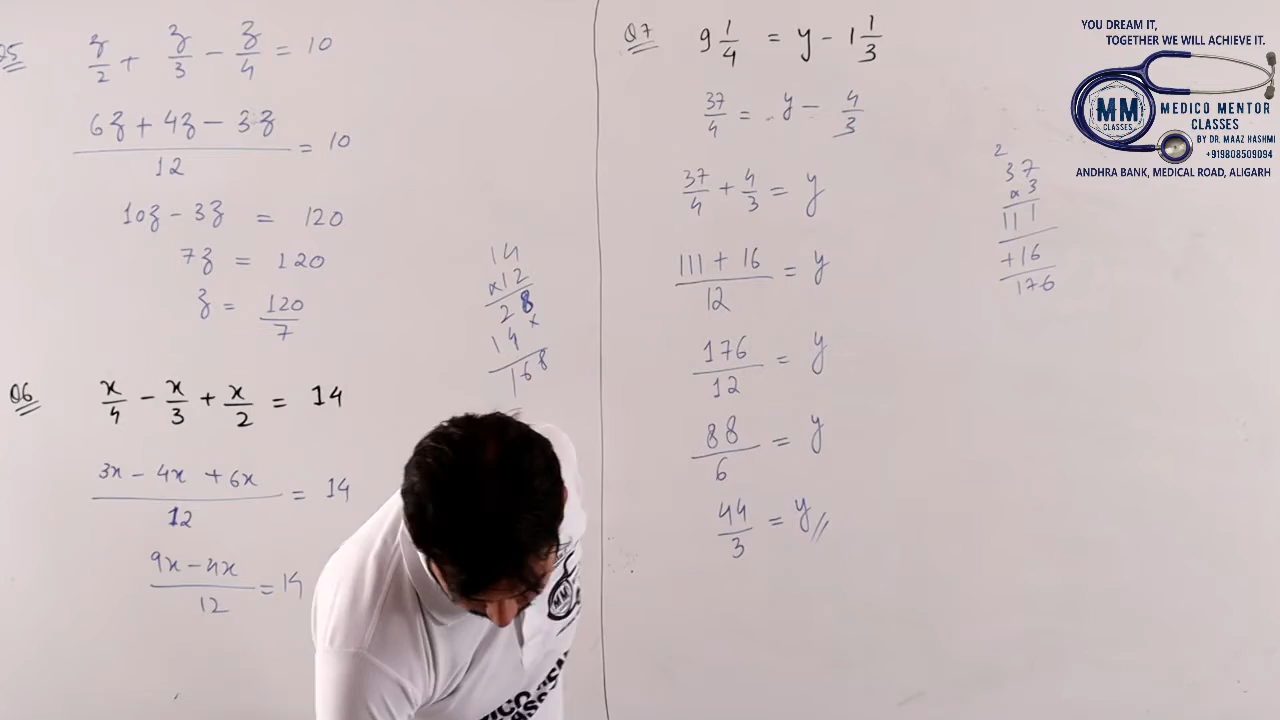 Q5 z/2 + z/3 − z/4 = 10
(6z + 4z − 3z)/12 = 10
10z − 3z = 120
7z = 120
z = 120/7
Q6 x/4 − x/3 + x/2 = 14
(3x − 4x + 6x)/12 = 14
(9x − 4x)/12 = 14
14
×12
28
14×
168
Q7 9 1/4 = y − 1 1/3
37/4 = y − 4/3
37/4 + 4/3 = y
(111 + 16)/12 = y
176/12 = y
88/6 = y
44/3 = y
2
37
×3
111
+16
176
YOU DREAM IT,
TOGETHER WE WILL ACHIEVE IT.
MM
CLASSES
MEDICO MENTOR
CLASSES
BY DR. MAAZ HASHMI
+919808509094
ANDHRA BANK, MEDICAL ROAD, ALIGARH
MM